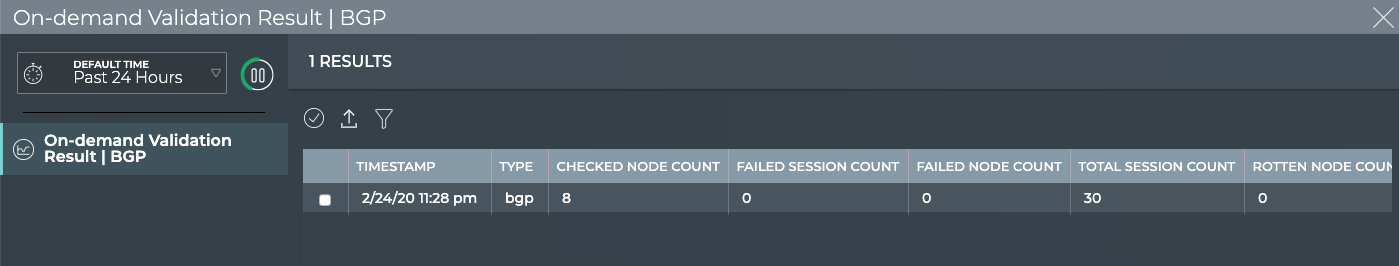 On-demand Validation Result | BGP
DEFAULT TIME
Past 24 Hours
On-demand Validation
Result | BGP
1 RESULTS
TIMESTAMP TYPE CHECKED NODE COUNT FAILED SESSION COUNT FAILED NODE COUNT TOTAL SESSION COUNT ROTTEN NODE COUN
2/24/20 11:28 pm bgp 8 0 0 30 0